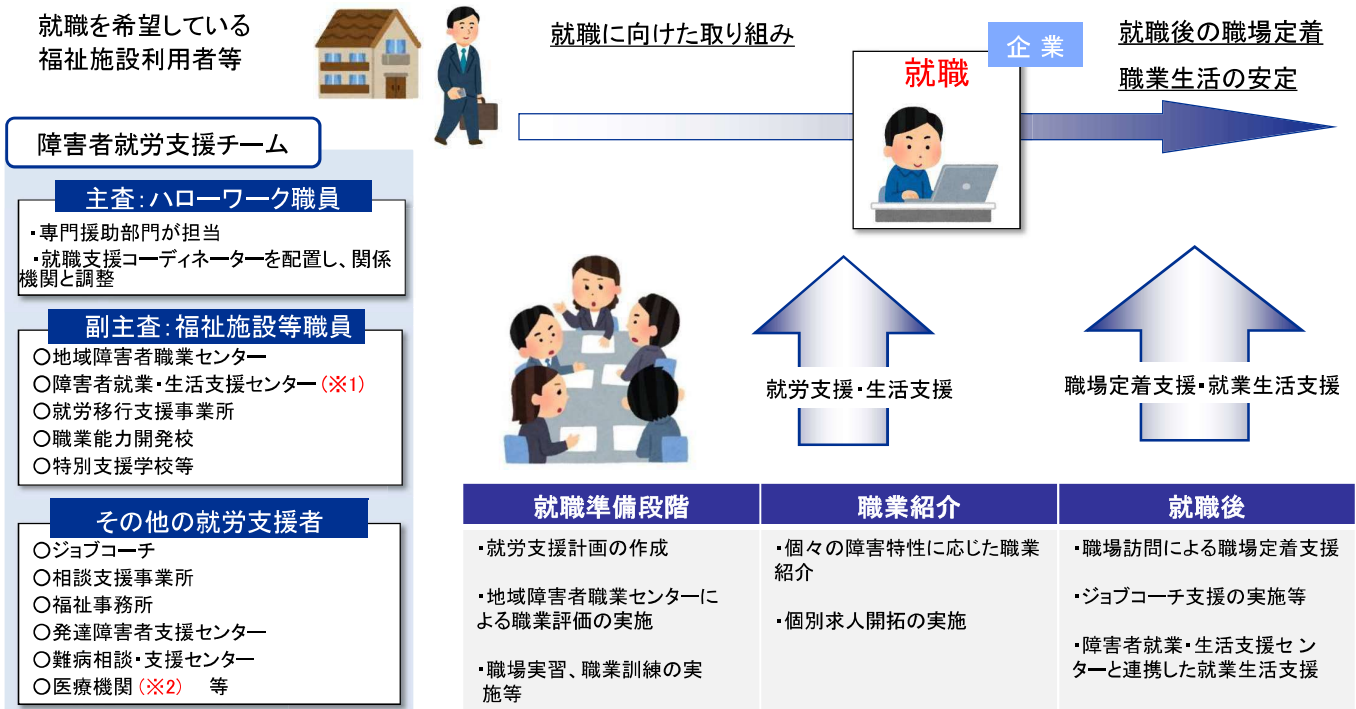 就職を希望している
福祉施設利用者等
就職に向けた取り組み
企業
就職
就職後の職場定着
職業生活の安定
障害者就労支援チーム
主査:ハローワーク職員
・専門援助部門が担当
・就職支援コーディネーターを配置し、関係
機関と調整
副主査:福祉施設等職員
○地域障害者職業センター
○障害者就業・生活支援センター(※1)
○就労移行支援事業所
○職業能力開発校
○特別支援学校等
その他の就労支援者
○ジョブコーチ
○相談支援事業所
○福祉事務所
○発達障害者支援センター
○難病相談・支援センター
○医療機関(※2) 等
就労支援・生活支援
職場定着支援・就業生活支援
就職準備段階
・就労支援計画の作成
・地域障害者職業センターに
よる職業評価の実施
・職場実習、職業訓練の実
施等
職業紹介
・個々の障害特性に応じた職業
紹介
・個別求人開拓の実施
就職後
・職場訪問による職場定着支援
・ジョブコーチ支援の実施等
・障害者就業・生活支援セン
ターと連携した就業生活支援